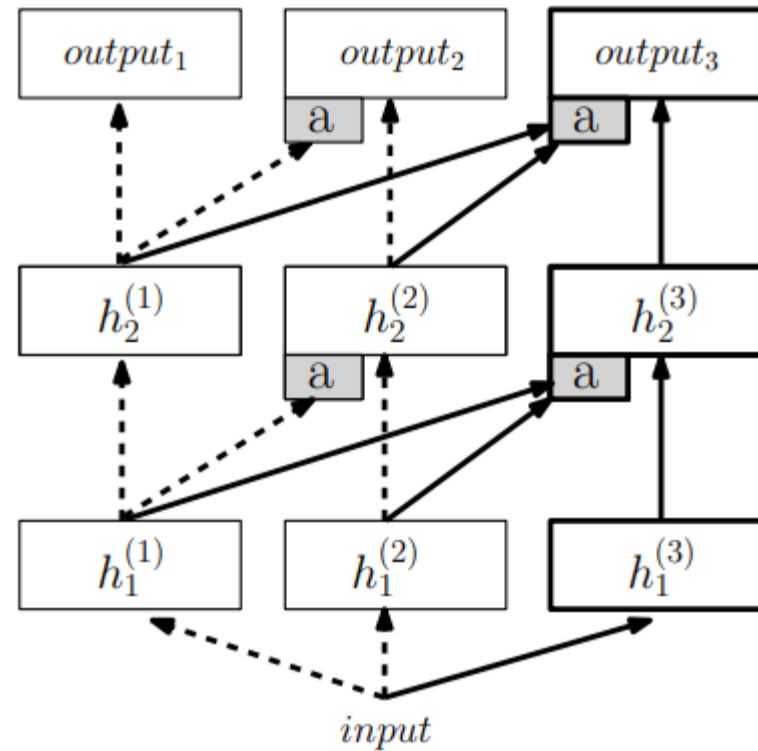 output₁ output₂ output₃
a a
h₂⁽¹⁾ h₂⁽²⁾ h₂⁽³⁾
a a
h₁⁽¹⁾ h₁⁽²⁾ h₁⁽³⁾
input